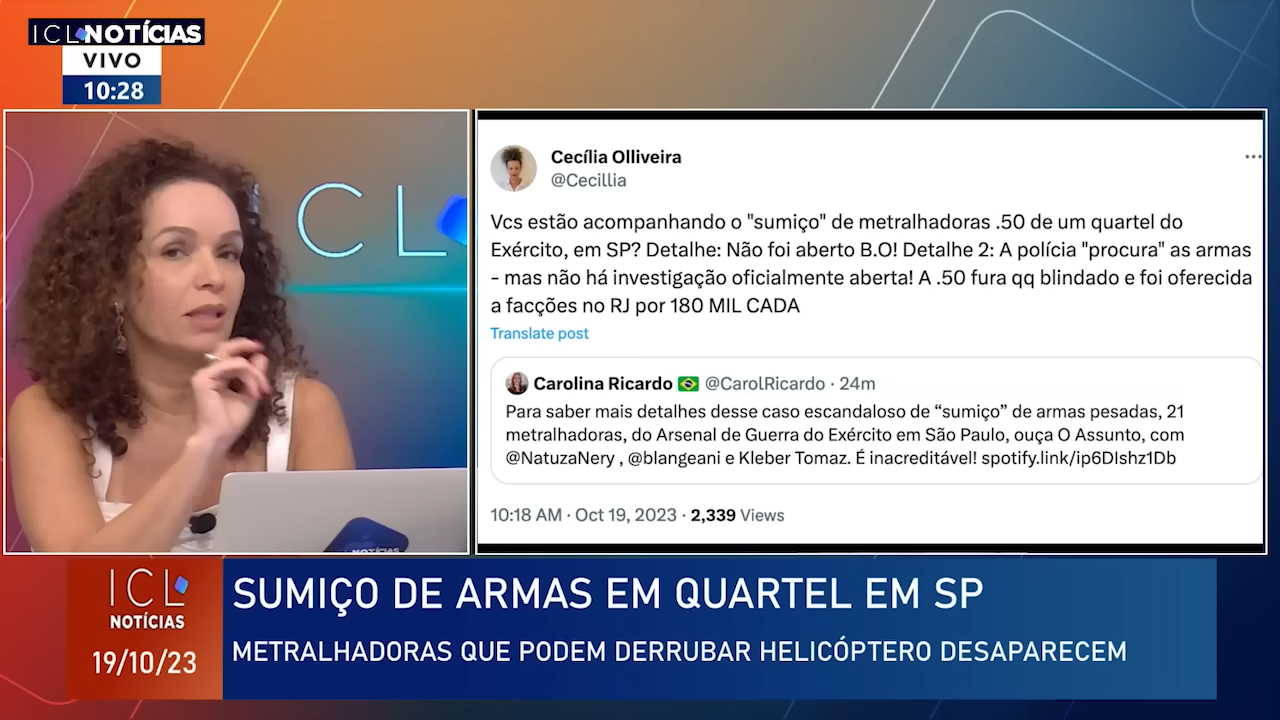 ICL NOTÍCIAS
VIVO
10:28
ICL
Cecília Olliveira
@Cecillia
Vcs estão acompanhando o "sumiço" de metralhadoras .50 de um quartel do
Exército, em SP? Detalhe: Não foi aberto B.O! Detalhe 2: A polícia "procura" as armas
- mas não há investigação oficialmente aberta! A .50 fura qq blindado e foi oferecida
a facções no RJ por 180 MIL CADA
Translate post
Carolina Ricardo 🇧🇷 @CarolRicardo · 24m
Para saber mais detalhes desse caso escandaloso de “sumiço” de armas pesadas, 21
metralhadoras, do Arsenal de Guerra do Exército em São Paulo, ouça O Assunto, com
@NatuzaNery , @blangeani e Kleber Tomaz. É inacreditável! spotify.link/ip6DIshz1Db
10:18 AM · Oct 19, 2023 · 2,339 Views
ICL NOTÍCIAS
ICL
NOTÍCIAS
19/10/23
SUMIÇO DE ARMAS EM QUARTEL EM SP
METRALHADORAS QUE PODEM DERRUBAR HELICÓPTERO DESAPARECEM